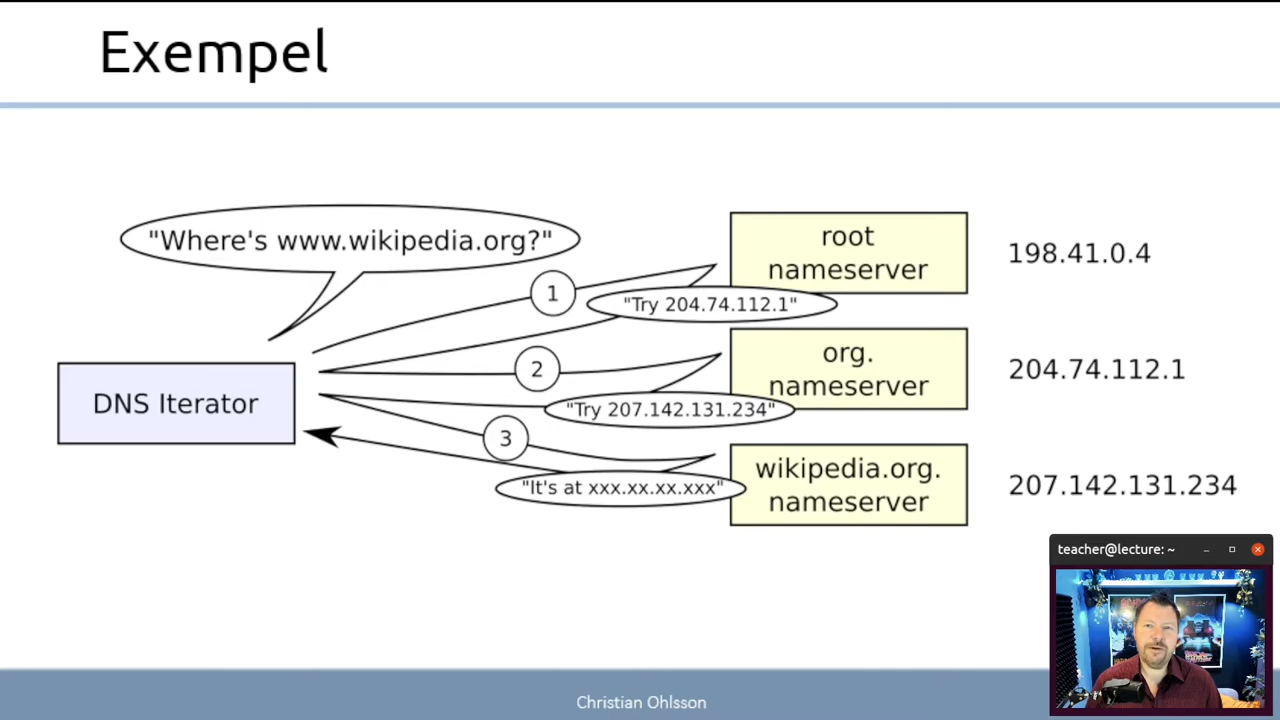 Exempel
"Where's www.wikipedia.org?"
1
root
nameserver
198.41.0.4
"Try 204.74.112.1"
2
org.
nameserver
204.74.112.1
DNS Iterator
"Try 207.142.131.234"
3
wikipedia.org.
nameserver
207.142.131.234
"It's at xxx.xx.xx.xxx"
teacher@lecture: ~
Christian Ohlsson